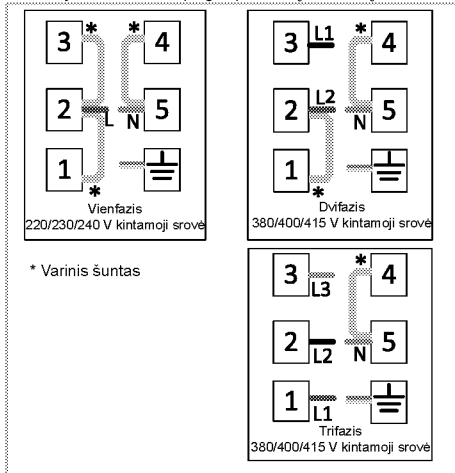 3 * * 4
2 L N 5
1 *
Vienfazis
220/230/240 V kintamoji srovė
3 L1 * 4
2 L2 N 5
1 *
Dvifazis
380/400/415 V kintamoji srovė
* Varinis šuntas
3 L3 * 4
2 L2 N 5
1 L1
Trifazis
380/400/415 V kintamoji srovė